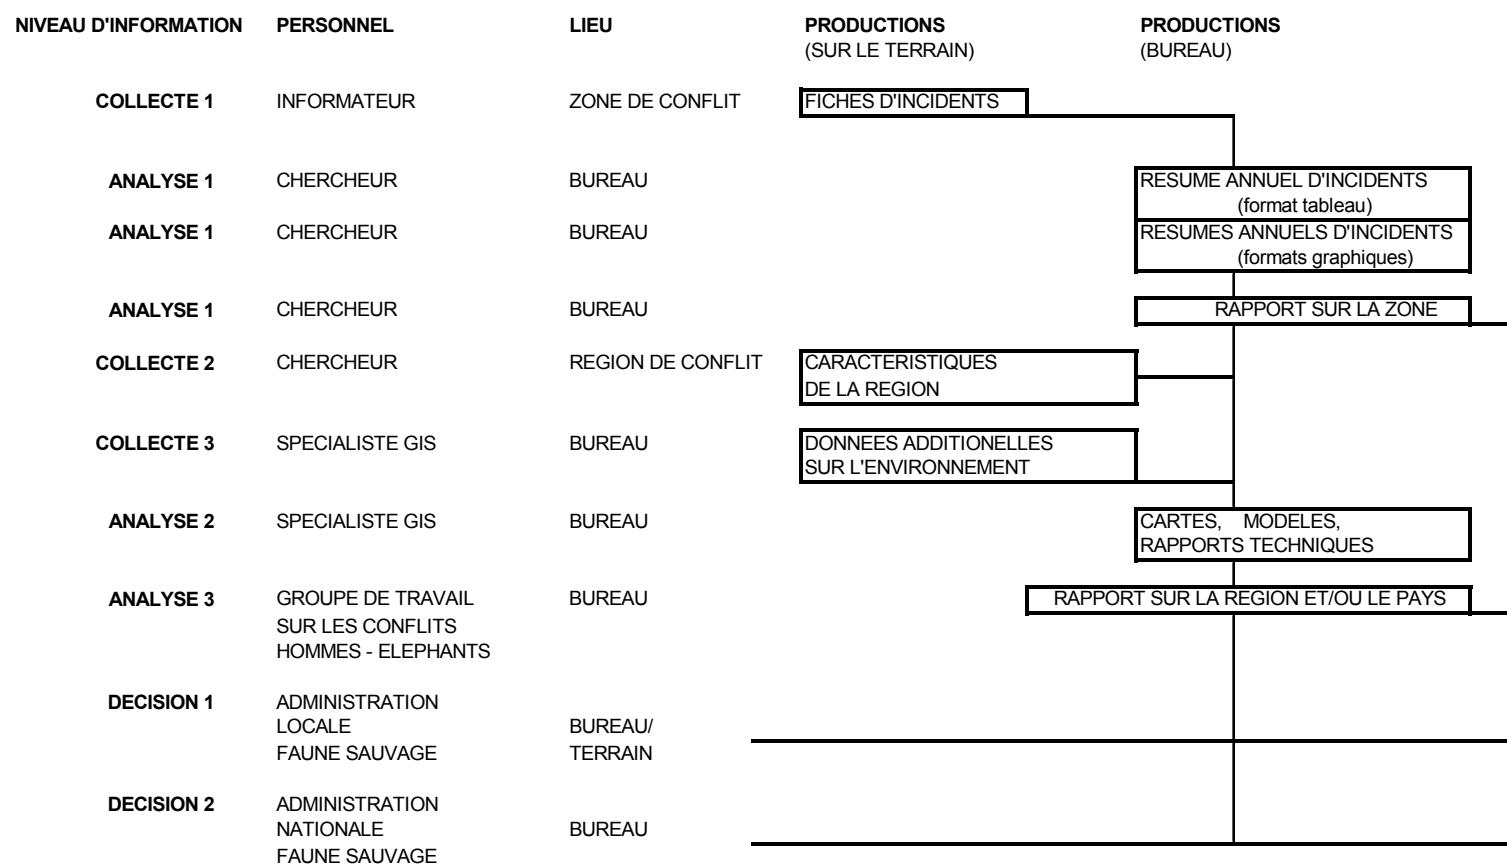 NIVEAU D'INFORMATION PERSONNEL LIEU PRODUCTIONS PRODUCTIONS
(SUR LE TERRAIN) (BUREAU)
COLLECTE 1 INFORMATEUR ZONE DE CONFLIT FICHES D'INCIDENTS
ANALYSE 1 CHERCHEUR BUREAU RESUME ANNUEL D'INCIDENTS
(format tableau)
ANALYSE 1 CHERCHEUR BUREAU RESUMES ANNUELS D'INCIDENTS
(formats graphiques)
ANALYSE 1 CHERCHEUR BUREAU RAPPORT SUR LA ZONE
COLLECTE 2 CHERCHEUR REGION DE CONFLIT CARACTERISTIQUES
DE LA REGION
COLLECTE 3 SPECIALISTE GIS BUREAU DONNEES ADDITIONELLES
SUR L'ENVIRONNEMENT
ANALYSE 2 SPECIALISTE GIS BUREAU CARTES, MODELES,
RAPPORTS TECHNIQUES
ANALYSE 3 GROUPE DE TRAVAIL BUREAU RAPPORT SUR LA REGION ET/OU LE PAYS
SUR LES CONFLITS
HOMMES - ELEPHANTS
DECISION 1 ADMINISTRATION
LOCALE BUREAU/
FAUNE SAUVAGE TERRAIN
DECISION 2 ADMINISTRATION
NATIONALE BUREAU
FAUNE SAUVAGE